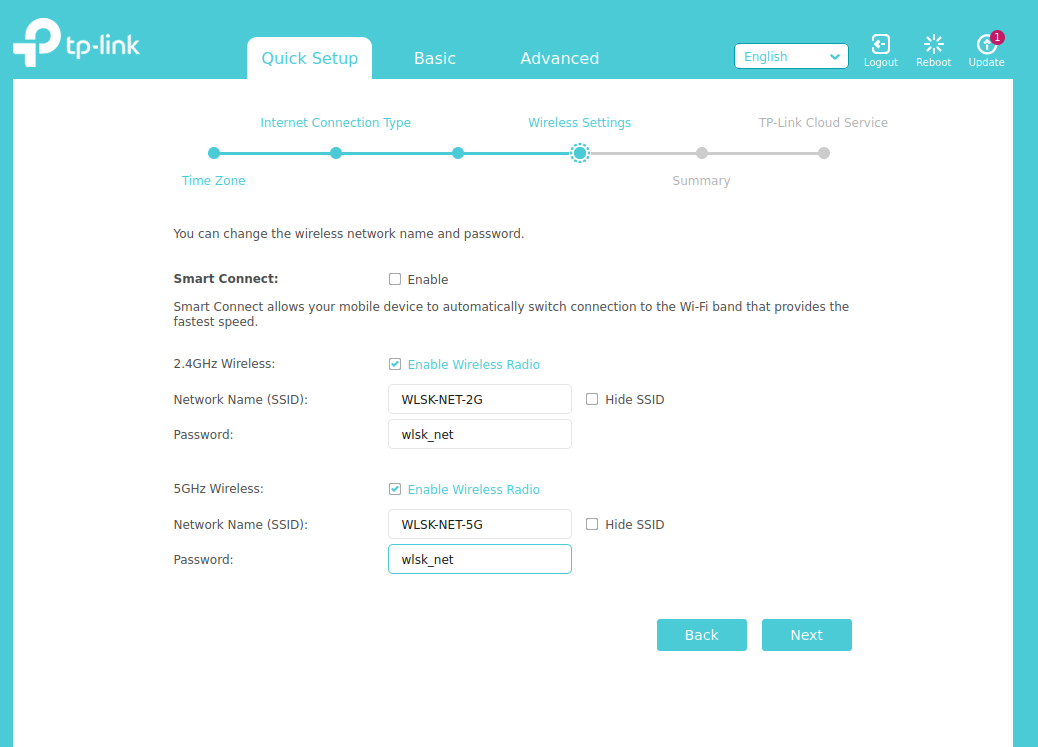 tp-link
Quick Setup
Basic
Advanced
English
Logout
Reboot
1
Update
Internet Connection Type
Wireless Settings
TP-Link Cloud Service
Time Zone
Summary
You can change the wireless network name and password.
Smart Connect:
Enable
Smart Connect allows your mobile device to automatically switch connection to the Wi-Fi band that provides the
fastest speed.
2.4GHz Wireless:
Enable Wireless Radio
Network Name (SSID):
WLSK-NET-2G
Hide SSID
Password:
wlsk_net
5GHz Wireless:
Enable Wireless Radio
Network Name (SSID):
WLSK-NET-5G
Hide SSID
Password:
wlsk_net
Back
Next